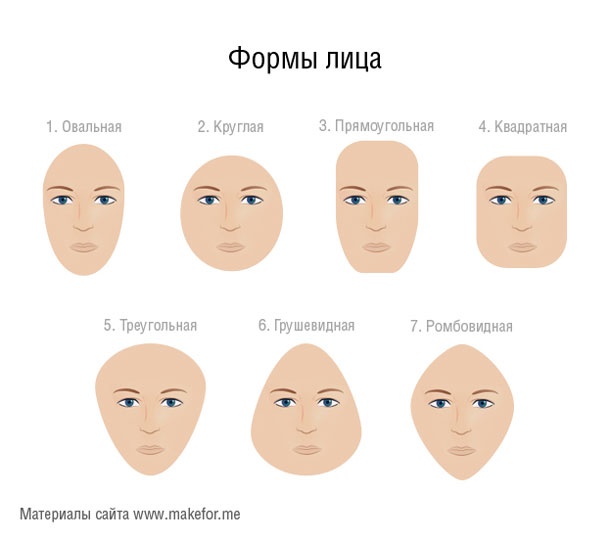 Формы лица
1. Овальная
2. Круглая
3. Прямоугольная
4. Квадратная
5. Треугольная
6. Грушевидная
7. Ромбовидная
Материалы сайта www.makefor.me